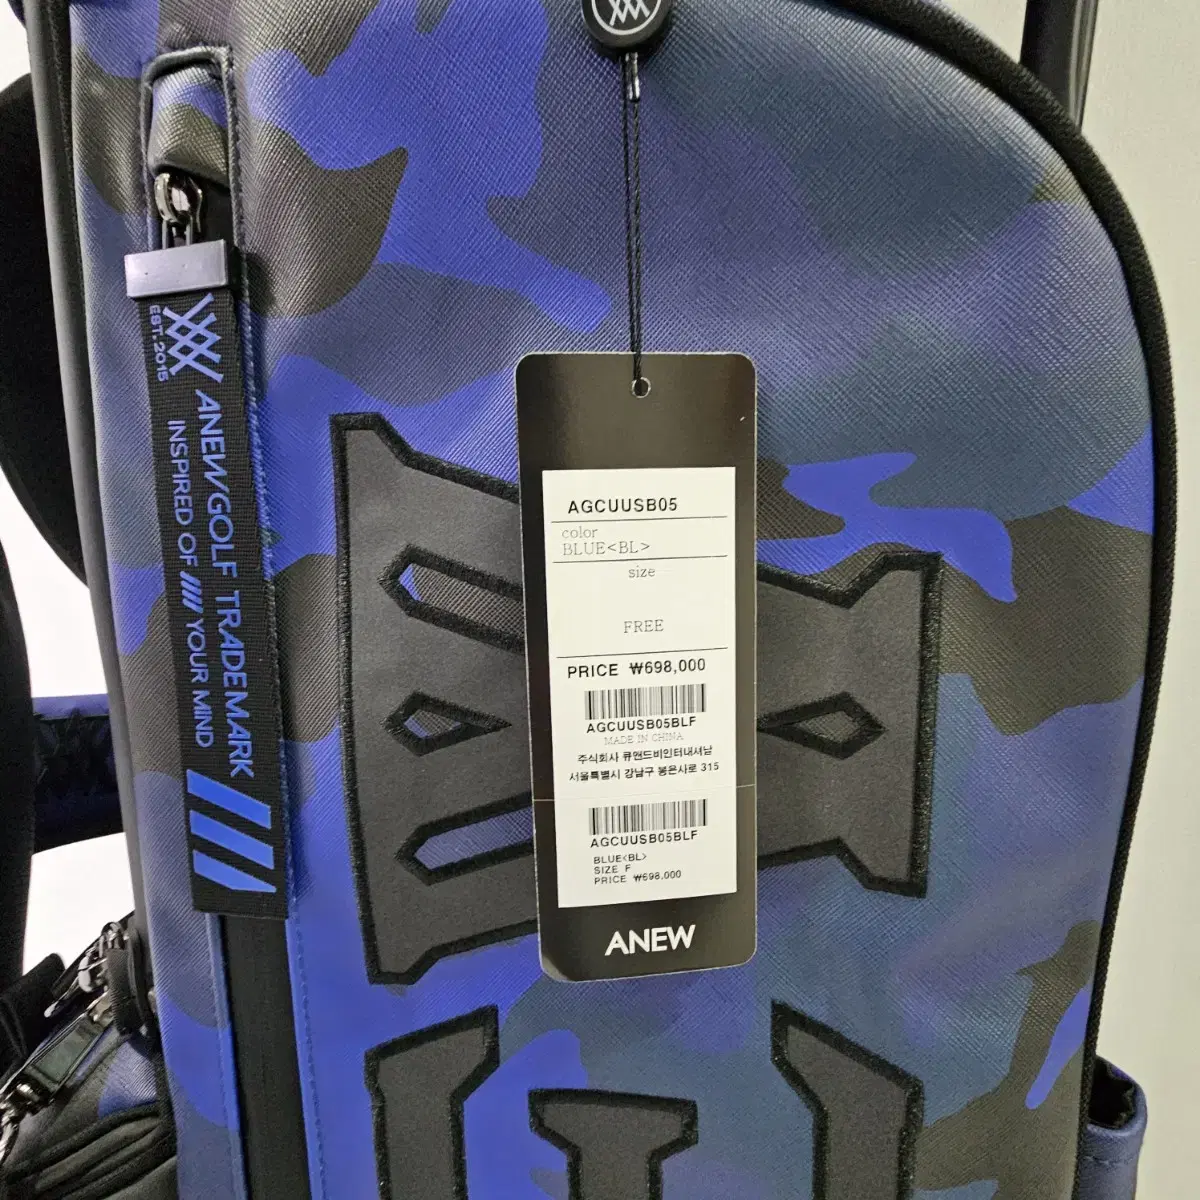 EST. 2015
ANEWGOLF TRADEMARK
INSPIRED OF //// YOUR MIND
AGCUUSB05
color
BLUE<BL>
size
FREE
PRICE ₩698,000
AGCUUSB05BLF
MADE IN CHINA
주식회사 큐앤드비인터내셔날
서울특별시 강남구 봉은사로 315
AGCUUSB05BLF
BLUE<BL>
SIZE F
PRICE ₩698,000
ANEW